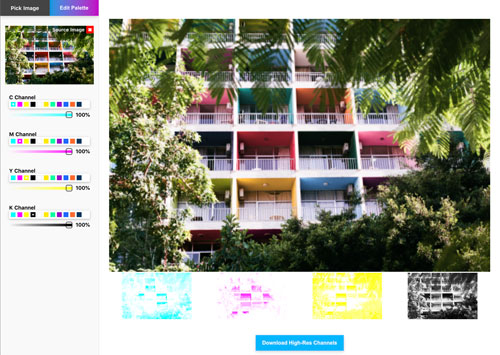 Pick Image
Edit Palette
Source Image
C Channel
100%
M Channel
100%
Y Channel
100%
K Channel
100%
Download High-Res Channels